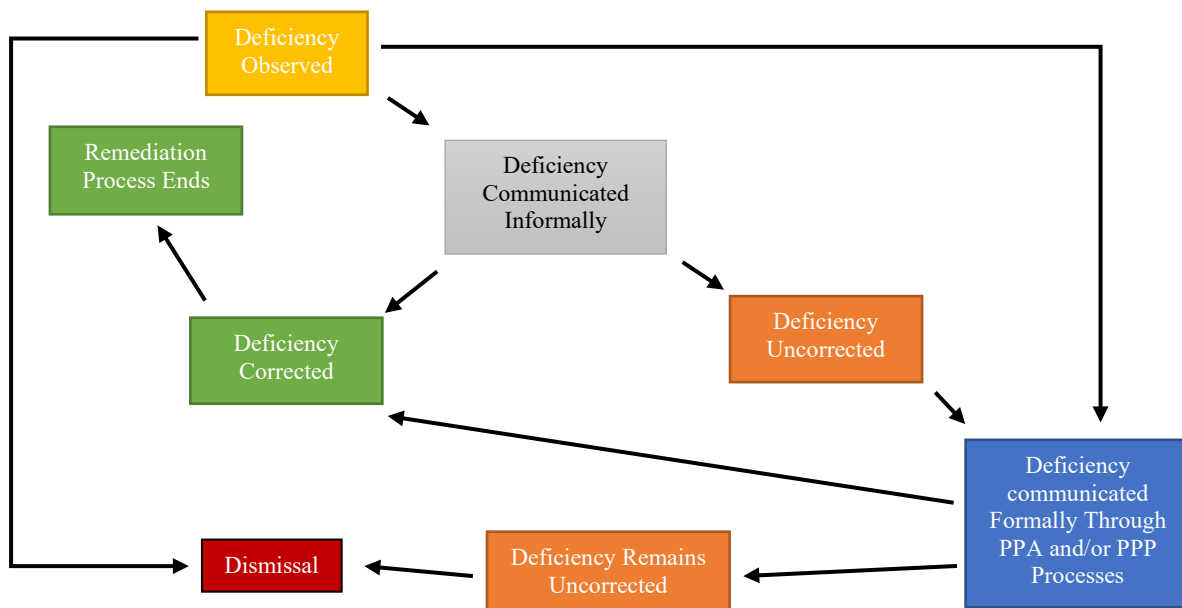 Deficiency
Observed
Remediation
Process Ends
Deficiency
Communicated
Informally
Deficiency
Uncorrected
Deficiency
Corrected
Deficiency
communicated
Formally Through
PPA and/or PPP
Processes
Deficiency Remains
Uncorrected
Dismissal